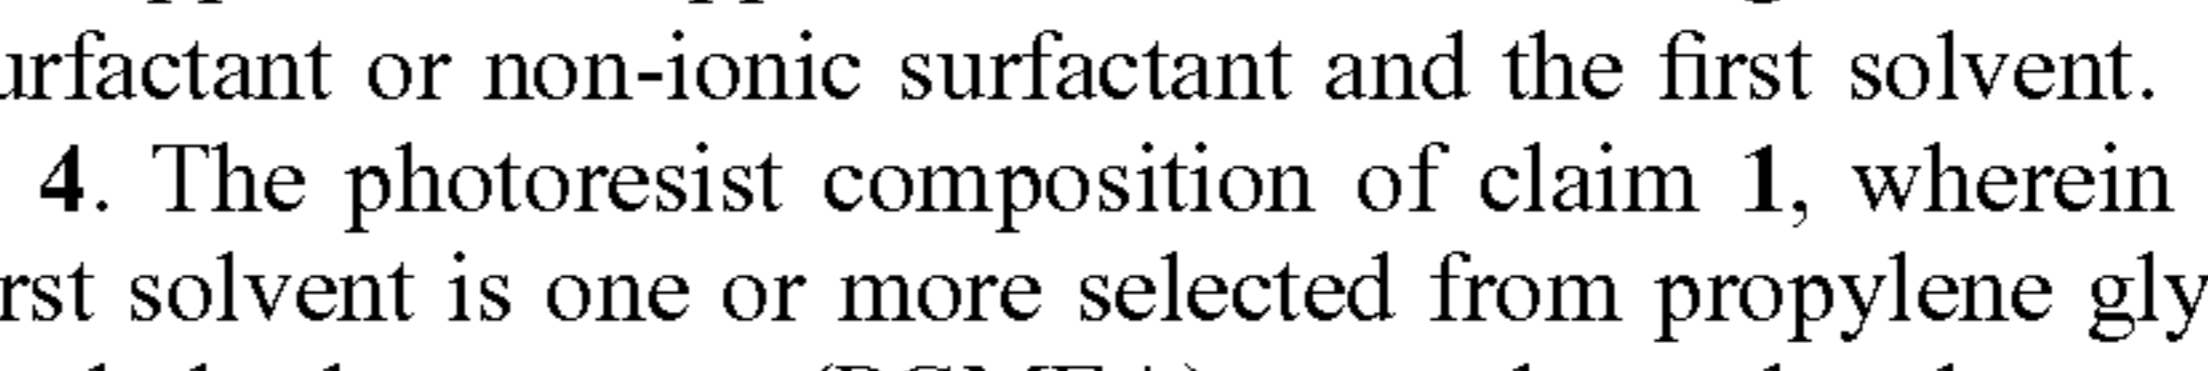 urfactant or non-ionic surfactant and the first solvent.
4. The photoresist composition of claim 1, wherein
rst solvent is one or more selected from propylene gly
(PGMEA)